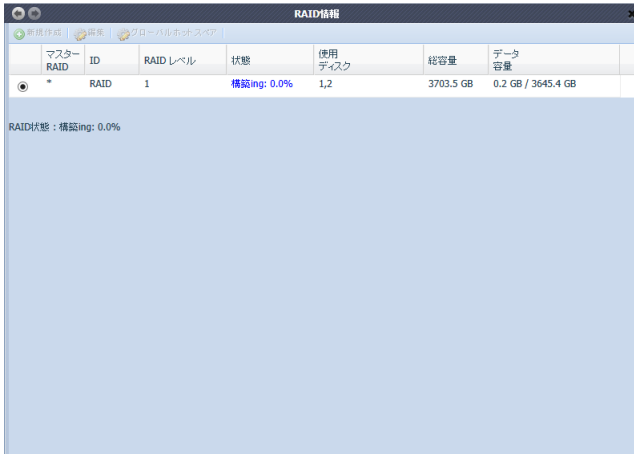 RAID情報
新規作成 | 編集 | グローバルホットスペア |
マスター
RAID ID RAID レベル 状態 使用
ディスク 総容量 データ
容量
* RAID 1 構築ing: 0.0% 1,2 3703.5 GB 0.2 GB / 3645.4 GB
RAID状態：構築ing: 0.0%